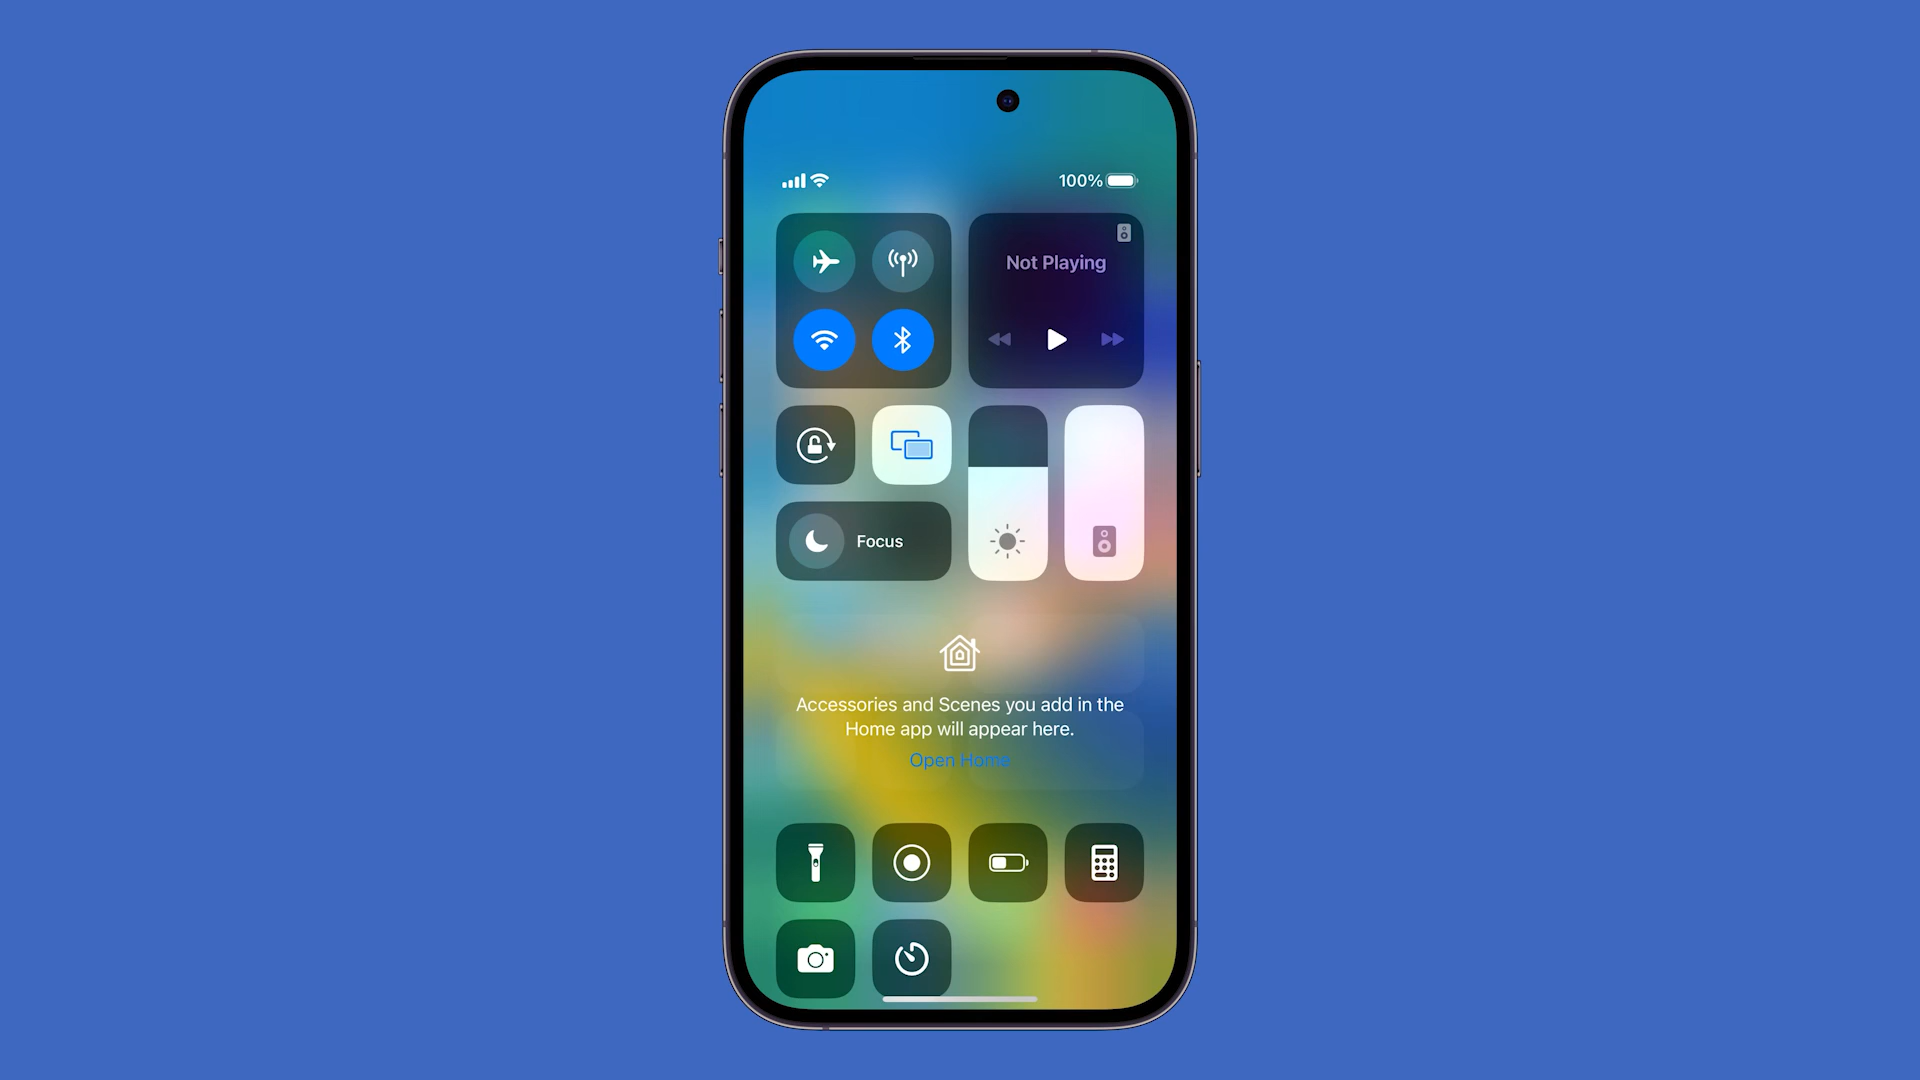 100%
Not Playing
Focus
Accessories and Scenes you add in the
Home app will appear here.
Open Home